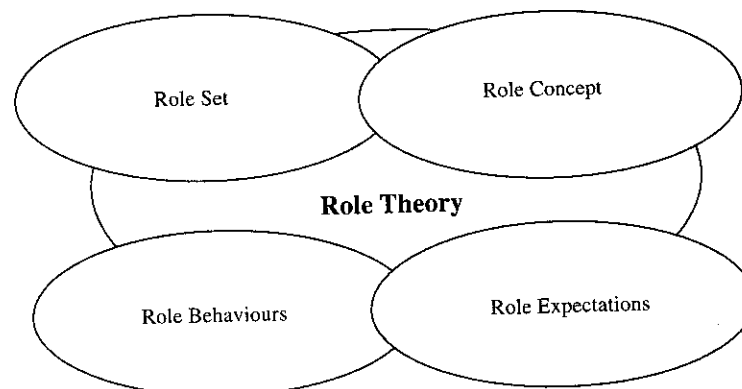 Role Set
Role Concept
Role Theory
Role Behaviours
Role Expectations